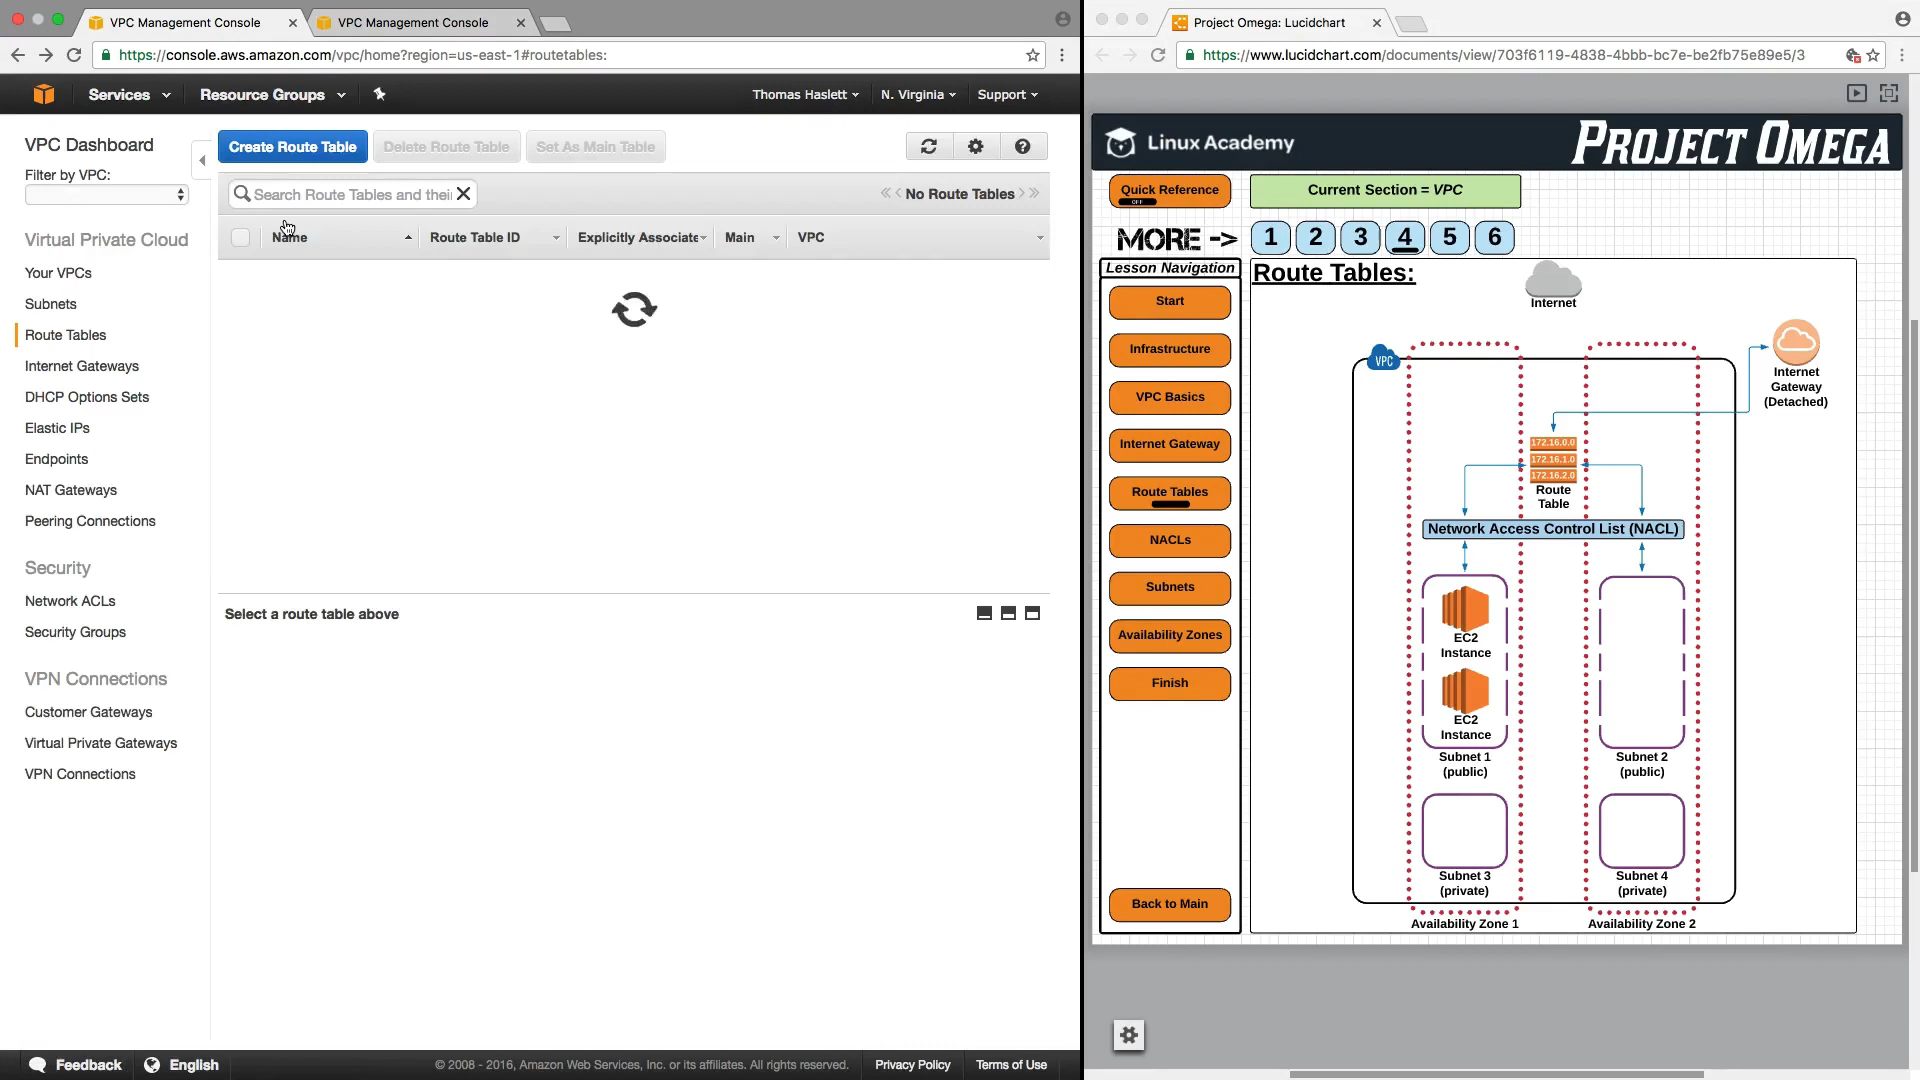 VPC Management Console
VPC Management Console
https://console.aws.amazon.com/vpc/home?region=us-east-1#routetables:
Services
Resource Groups
Thomas Haslett
N. Virginia
Support
VPC Dashboard
Filter by VPC:
Virtual Private Cloud
Your VPCs
Subnets
Route Tables
Internet Gateways
DHCP Options Sets
Elastic IPs
Endpoints
NAT Gateways
Peering Connections
Security
Network ACLs
Security Groups
VPN Connections
Customer Gateways
Virtual Private Gateways
VPN Connections
Create Route Table
Delete Route Table
Set As Main Table
Search Route Tables and thei
No Route Tables
Name
Route Table ID
Explicitly Associate
Main
VPC
Select a route table above
Feedback
English
© 2008 - 2016, Amazon Web Services, Inc. or its affiliates. All rights reserved.
Privacy Policy
Terms of Use
Project Omega: Lucidchart
https://www.lucidchart.com/documents/view/703f6119-4838-4bbb-bc7e-be2fb75e89e5/3
Linux Academy
PROJECT OMEGA
Quick Reference
OFF
Current Section = VPC
MORE ->
1
2
3
4
5
6
Lesson Navigation
Start
Infrastructure
VPC Basics
Internet Gateway
Route Tables
NACLs
Subnets
Availability Zones
Finish
Back to Main
Route Tables:
Internet
VPC
Internet
Gateway
(Detached)
172.16.0.0
172.16.1.0
172.16.2.0
Route
Table
Network Access Control List (NACL)
EC2
Instance
EC2
Instance
Subnet 1
(public)
Subnet 2
(public)
Subnet 3
(private)
Subnet 4
(private)
Availability Zone 1
Availability Zone 2